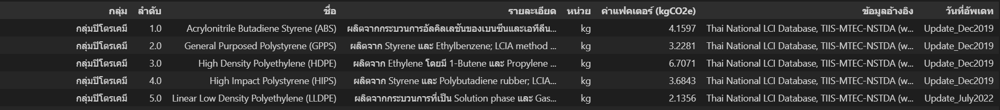 กลุ่ม ลำดับ ชื่อ รายละเอียด หน่วย ค่าแฟคเตอร์ (kgCO2e) ข้อมูลอ้างอิง วันที่อัพเดท
กลุ่มปิโตรเคมี 1.0 Acrylonitrile Butadiene Styrene (ABS) ผลิตจากกระบวนการอัลคิลเลชันของเบนซีนและเอทีลีน... kg 4.1597 Thai National LCI Database, TIIS-MTEC-NSTDA (w... Update_Dec2019
กลุ่มปิโตรเคมี 2.0 General Purposed Polystyrene (GPPS) ผลิตจาก Styrene และ Ethylbenzene; LCIA method ... kg 3.2281 Thai National LCI Database, TIIS-MTEC-NSTDA (w... Update_Dec2019
กลุ่มปิโตรเคมี 3.0 High Density Polyethylene (HDPE) ผลิตจาก Ethylene โดยมี 1-Butene และ Propylene ... kg 6.7071 Thai National LCI Database, TIIS-MTEC-NSTDA (w... Update_Dec2019
กลุ่มปิโตรเคมี 4.0 High Impact Polystyrene (HIPS) ผลิตจาก Styrene และ Polybutadiene rubber; LCIA... kg 3.6843 Thai National LCI Database, TIIS-MTEC-NSTDA (w... Update_Dec2019
กลุ่มปิโตรเคมี 5.0 Linear Low Density Polyethylene (LLDPE) ผลิตจากกระบวนการที่เป็น Solution phase และ Gas... kg 2.1356 Thai National LCI Database, TIIS-MTEC-NSTDA (w... Update_July2022